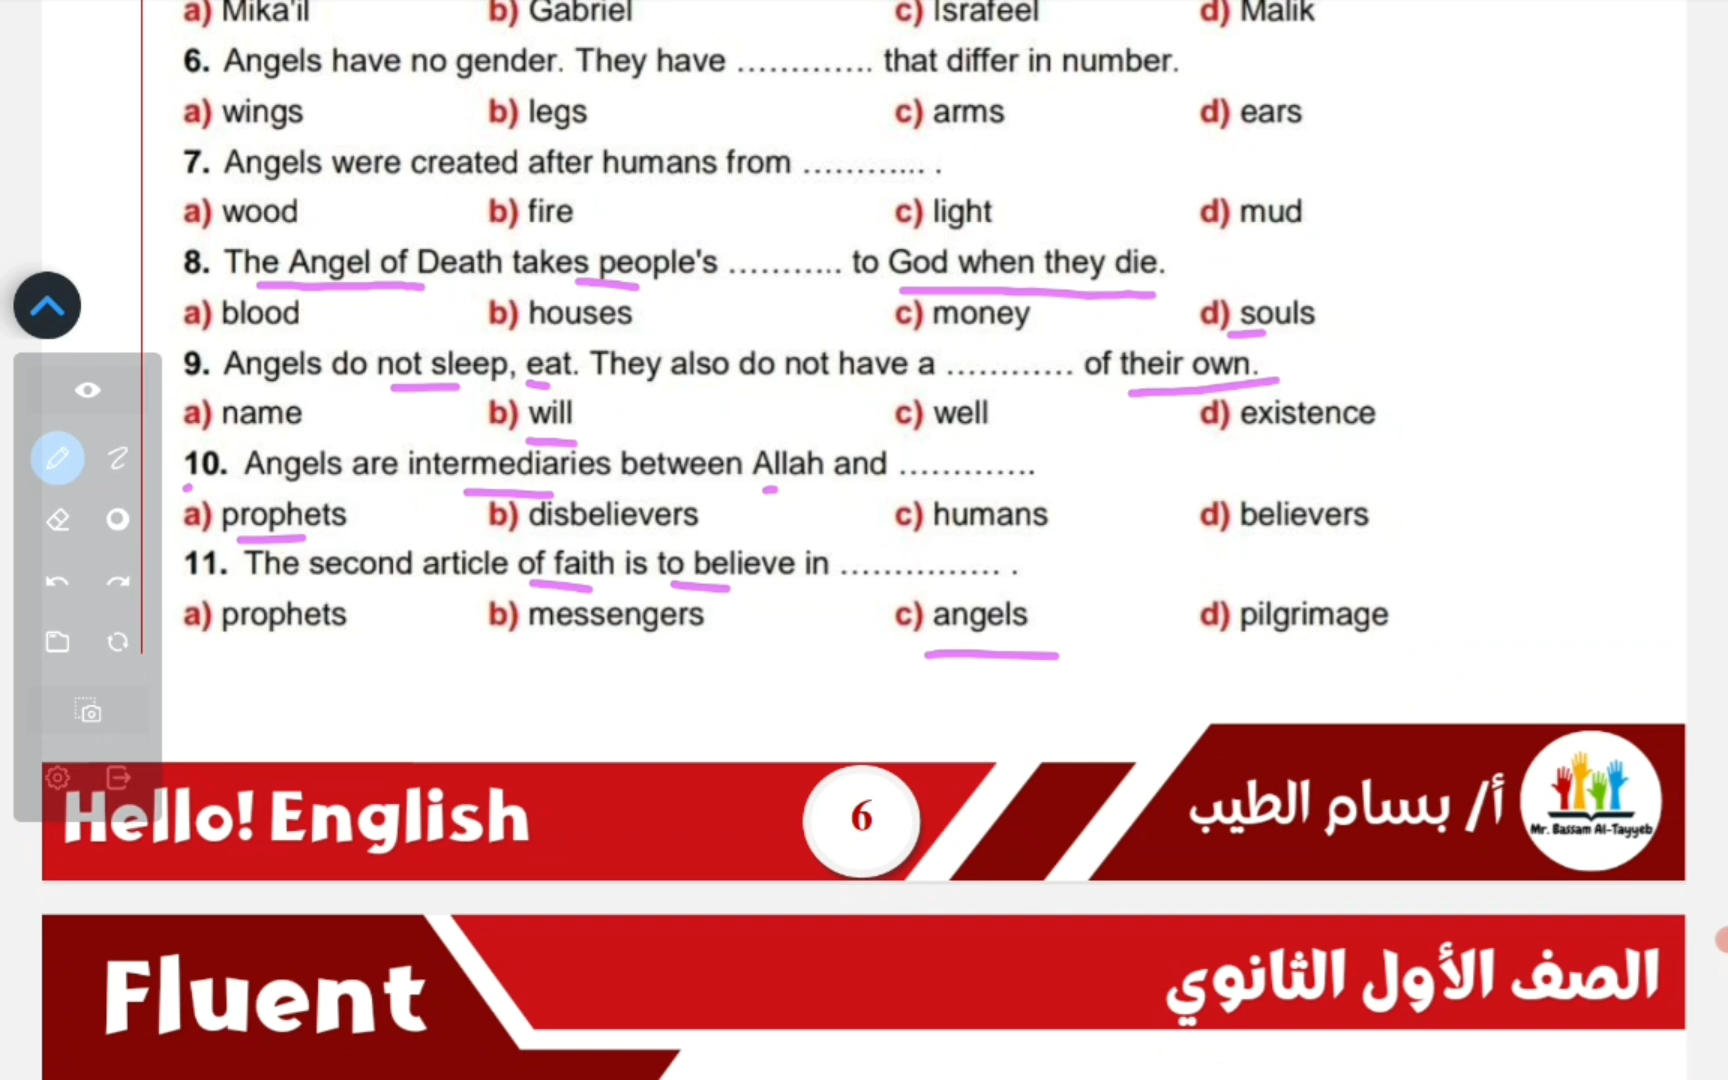 a) Mika'il b) Gabriel c) Israfeel d) Malik
6. Angels have no gender. They have ............. that differ in number.
a) wings b) legs c) arms d) ears
7. Angels were created after humans from ............ .
a) wood b) fire c) light d) mud
8. The Angel of Death takes people's ........... to God when they die.
a) blood b) houses c) money d) souls
9. Angels do not sleep, eat. They also do not have a ............ of their own.
a) name b) will c) well d) existence
10. Angels are intermediaries between Allah and .............
a) prophets b) disbelievers c) humans d) believers
11. The second article of faith is to believe in ............... .
a) prophets b) messengers c) angels d) pilgrimage
Hello! English 6 أ/ بسام الطيب
Mr. Bassam Al-Tayyeb
Fluent الصف الأول الثانوي